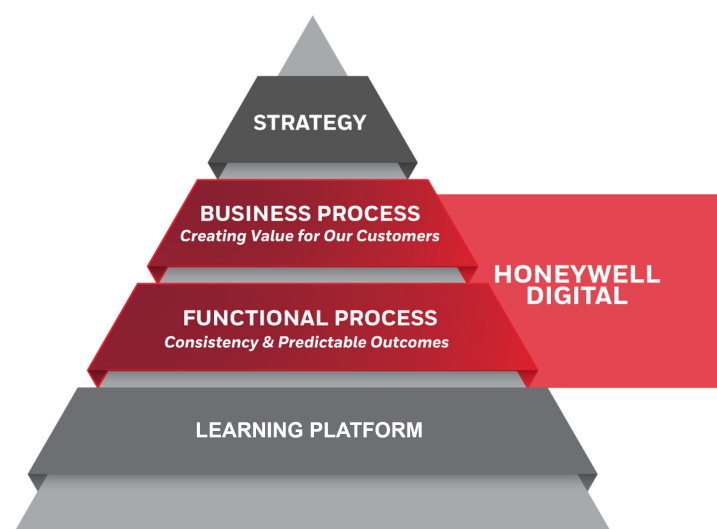 STRATEGY
BUSINESS PROCESS
Creating Value for Our Customers
HONEYWELL
DIGITAL
FUNCTIONAL PROCESS
Consistency & Predictable Outcomes
LEARNING PLATFORM